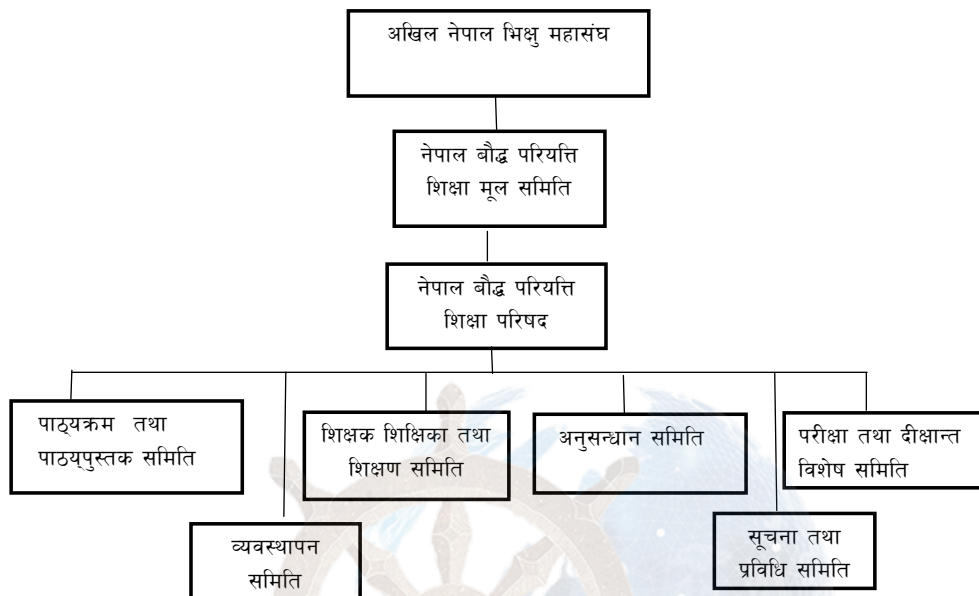 अखिल नेपाल भिक्षु महासंघ
नेपाल बौद्ध परियत्ति
शिक्षा मूल समिति
नेपाल बौद्ध परियत्ति
शिक्षा परिषद
पाठ्यक्रम तथा
पाठय्पुस्तक समिति
व्यवस्थापन
समिति
शिक्षक शिक्षिका तथा
शिक्षण समिति
अनुसन्धान समिति
सूचना तथा
प्रविधि समिति
परीक्षा तथा दीक्षान्त
विशेष समिति